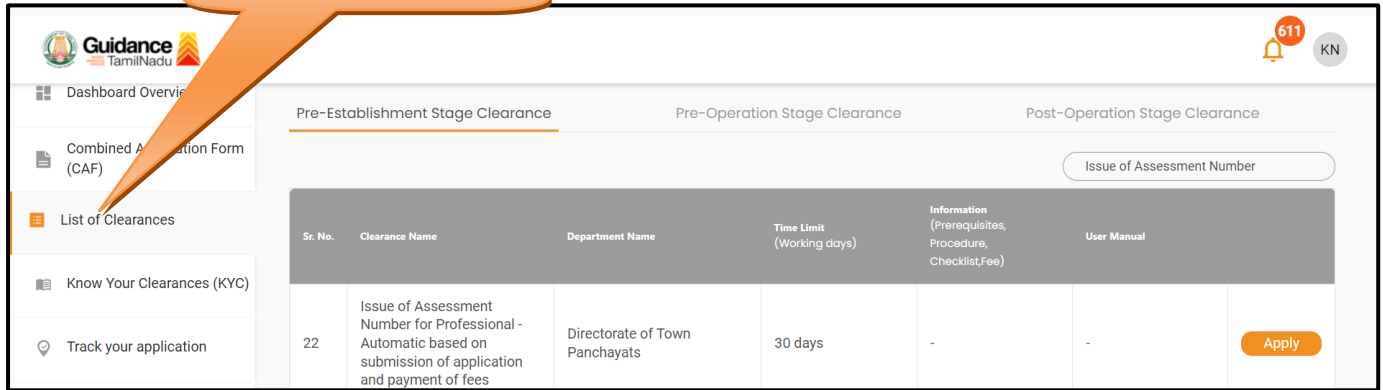 Guidance
TamilNadu
611
KN
Dashboard Overvie
Combined A ation Form
(CAF)
List of Clearances
Know Your Clearances (KYC)
Track your application
Pre-Establishment Stage Clearance
Pre-Operation Stage Clearance
Post-Operation Stage Clearance
Issue of Assessment Number
Sr. No.
Clearance Name
Department Name
Time Limit
(Working days)
Information
(Prerequisites,
Procedure,
Checklist,Fee)
User Manual
22
Issue of Assessment
Number for Professional -
Automatic based on
submission of application
and payment of fees
Directorate of Town
Panchayats
30 days
-
-
Apply